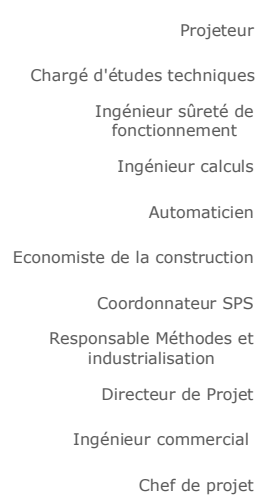 Projeteur
Chargé d'études techniques
Ingénieur sûreté de
fonctionnement
Ingénieur calculs
Automaticien
Economiste de la construction
Coordonnateur SPS
Responsable Méthodes et
industrialisation
Directeur de Projet
Ingénieur commercial
Chef de projet